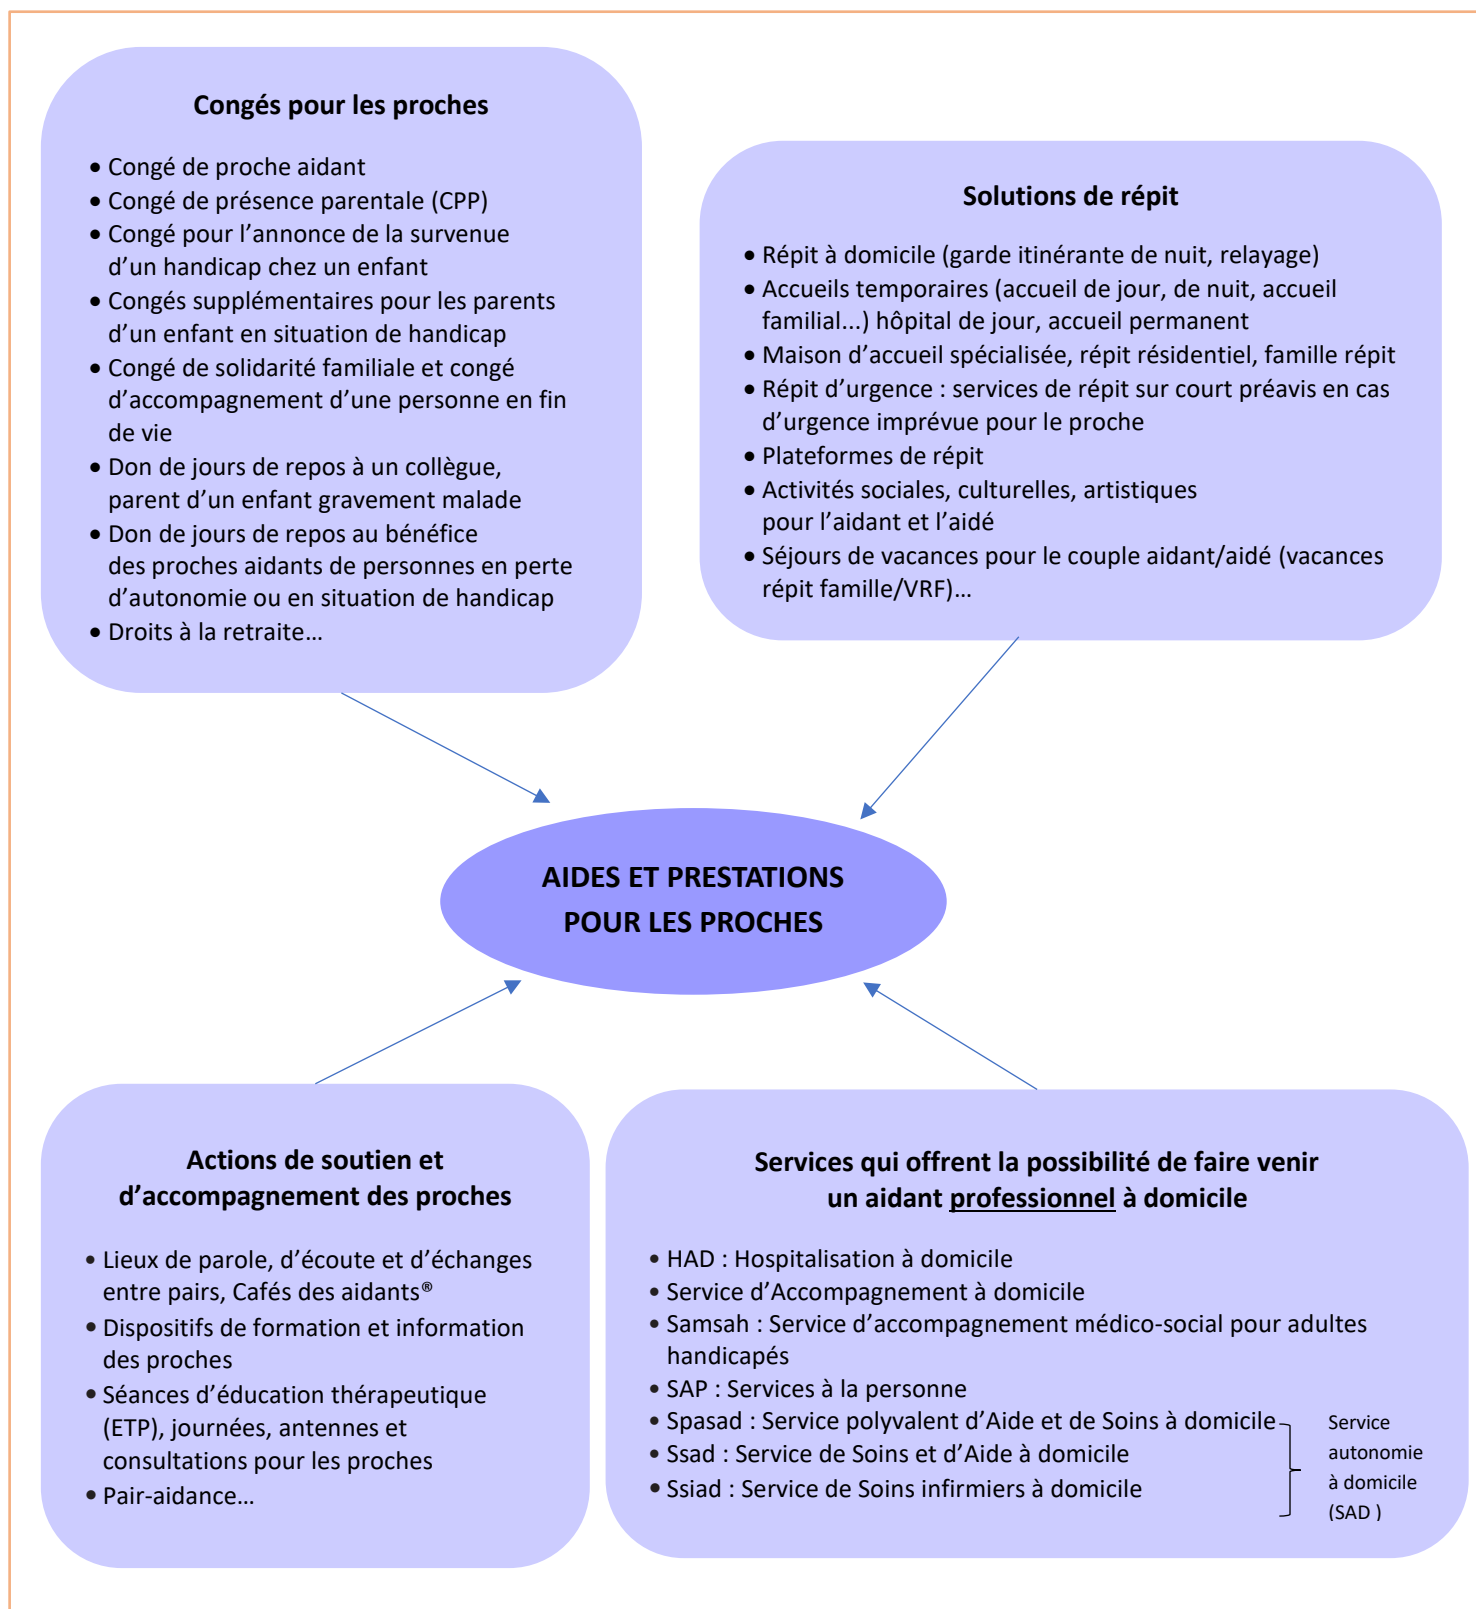 Congés pour les proches
• Congé de proche aidant
• Congé de présence parentale (CPP)
• Congé pour l’annonce de la survenue
d’un handicap chez un enfant
• Congés supplémentaires pour les parents
d’un enfant en situation de handicap
• Congé de solidarité familiale et congé
d’accompagnement d’une personne en fin
de vie
• Don de jours de repos à un collègue,
parent d’un enfant gravement malade
• Don de jours de repos au bénéfice
des proches aidants de personnes en perte
d’autonomie ou en situation de handicap
• Droits à la retraite…
Solutions de répit
• Répit à domicile (garde itinérante de nuit, relayage)
• Accueils temporaires (accueil de jour, de nuit, accueil
familial...) hôpital de jour, accueil permanent
• Maison d’accueil spécialisée, répit résidentiel, famille répit
• Répit d’urgence : services de répit sur court préavis en cas
d’urgence imprévue pour le proche
• Plateformes de répit
• Activités sociales, culturelles, artistiques
pour l’aidant et l’aidé
• Séjours de vacances pour le couple aidant/aidé (vacances
répit famille/VRF)…
AIDES ET PRESTATIONS
POUR LES PROCHES
Actions de soutien et
d’accompagnement des proches
• Lieux de parole, d’écoute et d’échanges
entre pairs, Cafés des aidants®
• Dispositifs de formation et information
des proches
• Séances d’éducation thérapeutique
(ETP), journées, antennes et
consultations pour les proches
• Pair-aidance…
Services qui offrent la possibilité de faire venir
un aidant professionnel à domicile
• HAD : Hospitalisation à domicile
• Service d’Accompagnement à domicile
• Samsah : Service d’accompagnement médico-social pour adultes
handicapés
• SAP : Services à la personne
• Spasad : Service polyvalent d’Aide et de Soins à domicile
• Ssad : Service de Soins et d’Aide à domicile
• Ssiad : Service de Soins infirmiers à domicile
Service
autonomie
à domicile
(SAD )